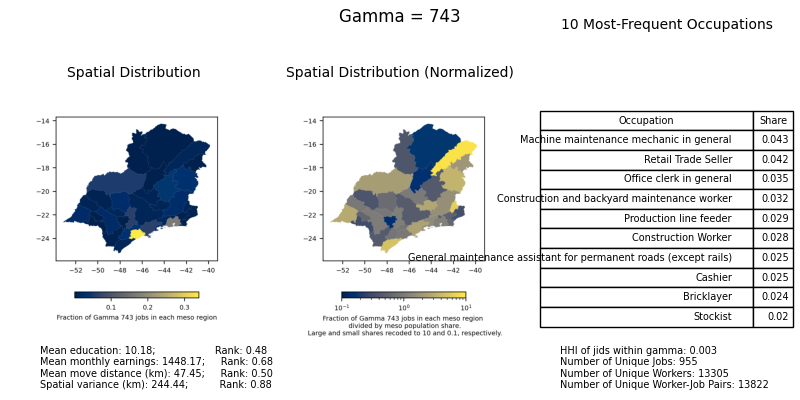 Gamma = 743
10 Most-Frequent Occupations
Spatial Distribution
Spatial Distribution (Normalized)
−14
−16
−18
−20
−22
−24
−52 −50 −48 −46 −44 −42 −40
0.1 0.2 0.3
Fraction of Gamma 743 jobs in each meso region
−14
−16
−18
−20
−22
−24
−52 −50 −48 −46 −44 −42 −40
10⁻¹ 10⁰ 10¹
Fraction of Gamma 743 jobs in each meso region
divided by meso population share.
Large and small shares recoded to 10 and 0.1, respectively.
Occupation Share
Machine maintenance mechanic in general 0.043
Retail Trade Seller 0.042
Office clerk in general 0.035
Construction and backyard maintenance worker 0.032
Production line feeder 0.029
Construction Worker 0.028
General maintenance assistant for permanent roads (except rails) 0.025
Cashier 0.025
Bricklayer 0.024
Stockist 0.02
Mean education: 10.18; Rank: 0.48
Mean monthly earnings: 1448.17; Rank: 0.68
Mean move distance (km): 47.45; Rank: 0.50
Spatial variance (km): 244.44; Rank: 0.88
HHI of jids within gamma: 0.003
Number of Unique Jobs: 955
Number of Unique Workers: 13305
Number of Unique Worker-Job Pairs: 13822